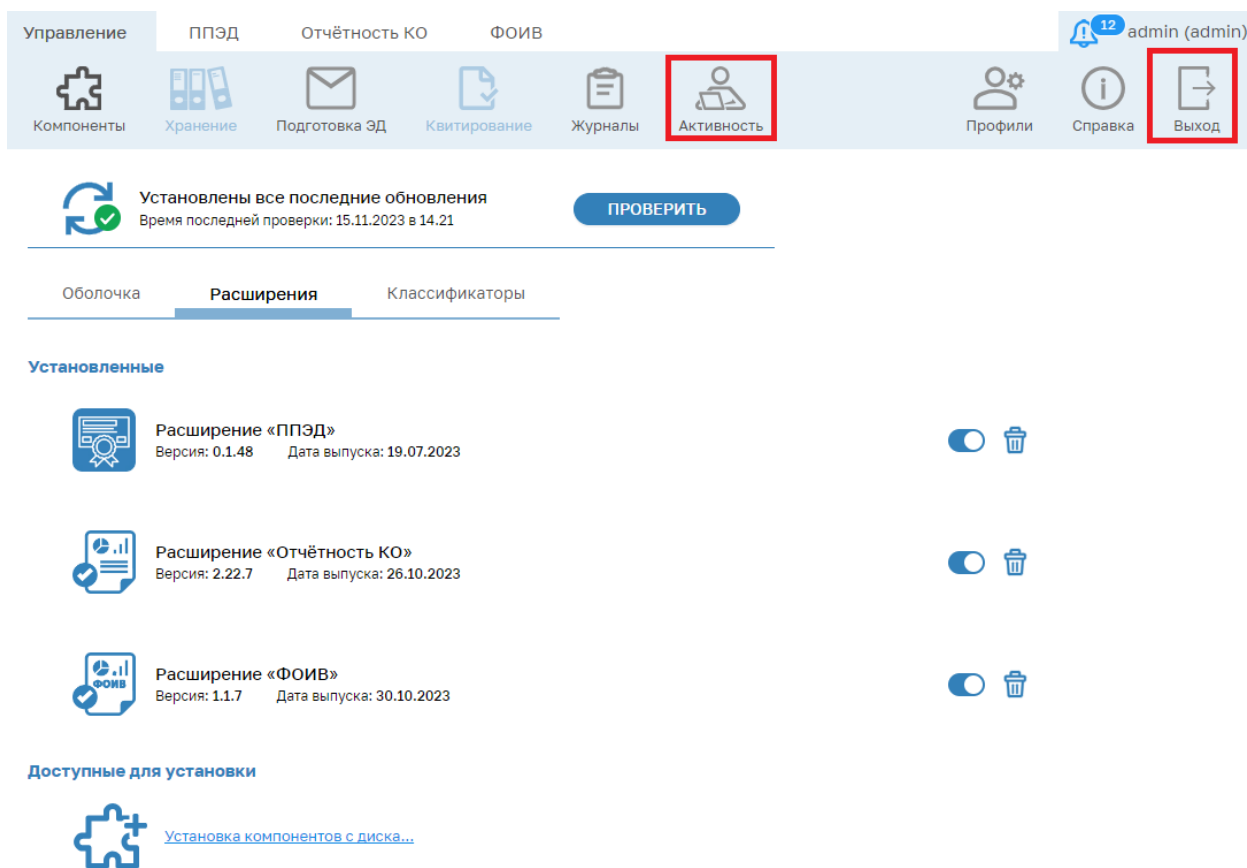 Управление ППЭД Отчётность КО ФОИВ 12 admin (admin)
Компоненты Хранение Подготовка ЭД Квитирование Журналы Активность Профили Справка Выход
Установлены все последние обновления
Время последней проверки: 15.11.2023 в 14.21
ПРОВЕРИТЬ
Оболочка Расширения Классификаторы
Установленные
Расширение «ППЭД»
Версия: 0.1.48 Дата выпуска: 19.07.2023
Расширение «Отчётность КО»
Версия: 2.22.7 Дата выпуска: 26.10.2023
ФОИВ
Расширение «ФОИВ»
Версия: 1.1.7 Дата выпуска: 30.10.2023
Доступные для установки
Установка компонентов с диска...